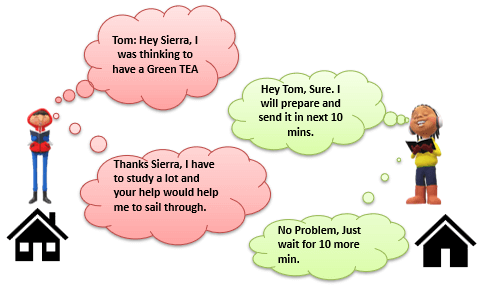 Tom: Hey Sierra, I
was thinking to
have a Green TEA
Hey Tom, Sure. I
will prepare and
send it in next 10
mins.
Thanks Sierra, I have
to study a lot and
your help would help
me to sail through.
No Problem, Just
wait for 10 more
min.